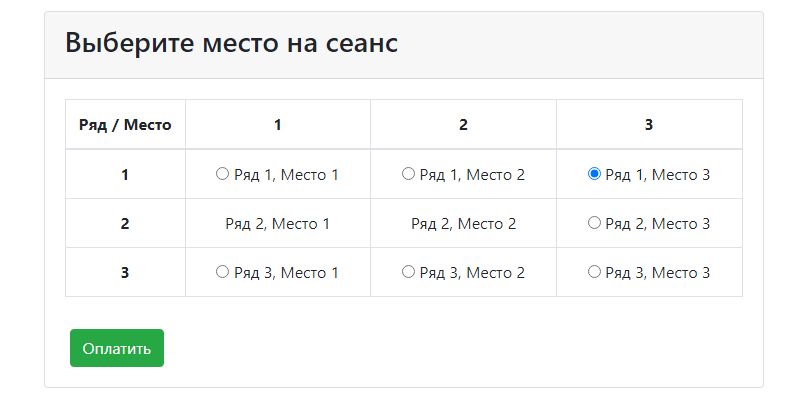 Выберите место на сеанс
Ряд / Место 1 2 3
1 Ряд 1, Место 1 Ряд 1, Место 2 Ряд 1, Место 3
2 Ряд 2, Место 1 Ряд 2, Место 2 Ряд 2, Место 3
3 Ряд 3, Место 1 Ряд 3, Место 2 Ряд 3, Место 3
Оплатить